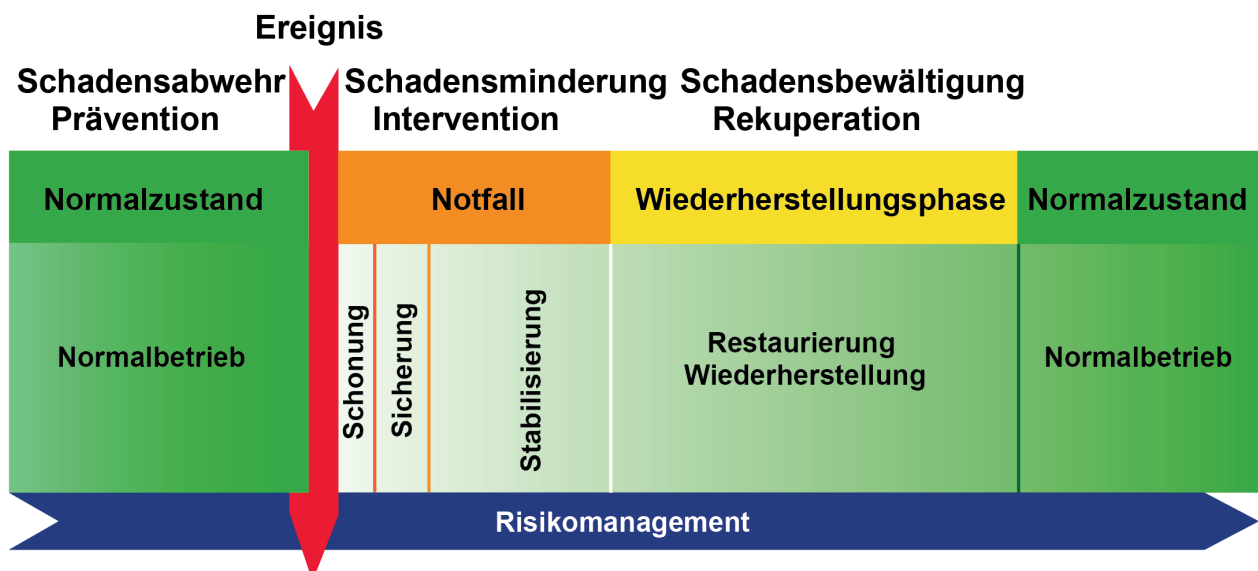 Ereignis
Schadensabwehr
Prävention
Schadensminderung
Intervention
Schadensbewältigung
Rekuperation
Normalzustand
Notfall
Wiederherstellungsphase
Normalzustand
Normalbetrieb
Schonung
Sicherung
Stabilisierung
Restaurierung
Wiederherstellung
Normalbetrieb
Risikomanagement